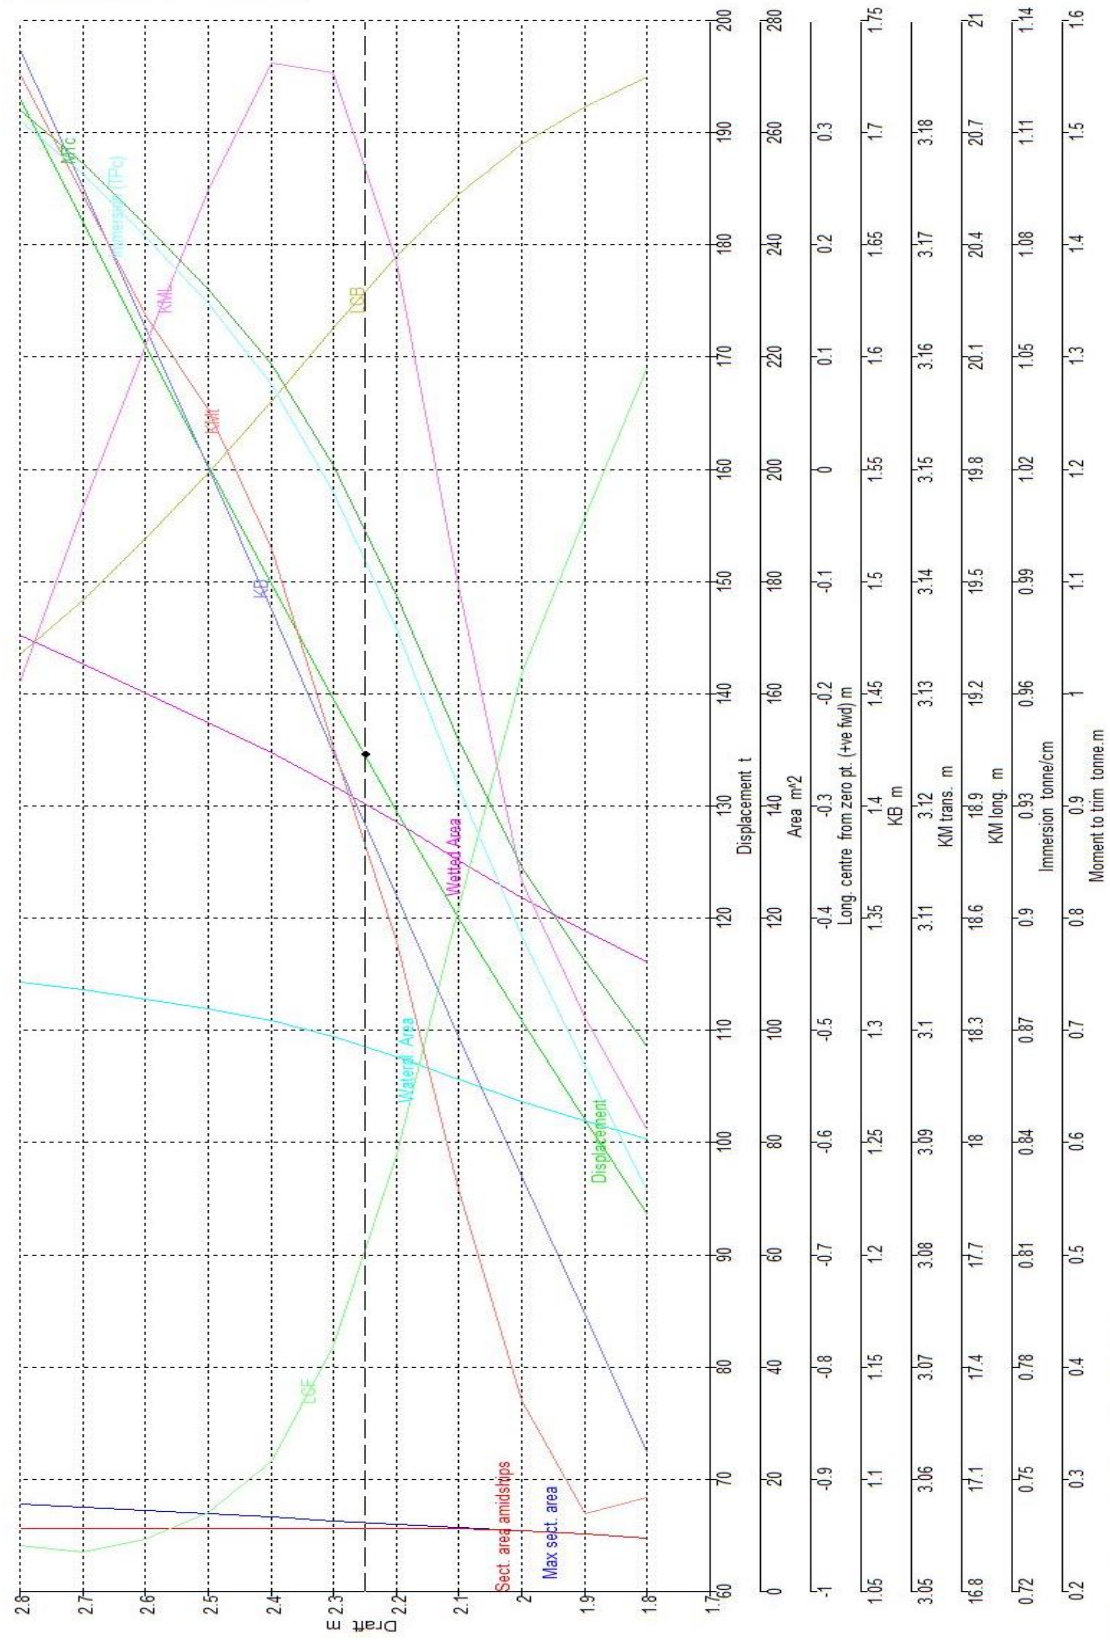 2.8
2.7
2.6
2.5
2.4
2.3
2.2
2.1
2
1.9
1.8
1.7
Draft m
MTc
Immersion (TPc)
KML
LCB
KMt
KB
Wetted Area
Waterpl. Area
Displacement
LCF
Sect. area amidships
Max sect. area
60 70 80 90 100 110 120 130 140 150 160 170 180 190 200
Displacement t
0 20 40 60 80 100 120 140 160 180 200 220 240 260 280
Area m^2
-1 -0.9 -0.8 -0.7 -0.6 -0.5 -0.4 -0.3 -0.2 -0.1 0 0.1 0.2 0.3
Long. centre from zero pt. (+ve fwd) m
1.05 1.1 1.15 1.2 1.25 1.3 1.35 1.4 1.45 1.5 1.55 1.6 1.65 1.7 1.75
KB m
3.05 3.06 3.07 3.08 3.09 3.1 3.11 3.12 3.13 3.14 3.15 3.16 3.17 3.18
KM trans. m
16.8 17.1 17.4 17.7 18 18.3 18.6 18.9 19.2 19.5 19.8 20.1 20.4 20.7 21
KM long. m
0.72 0.75 0.78 0.81 0.84 0.87 0.9 0.93 0.96 0.99 1.02 1.05 1.08 1.11 1.14
Immersion tonne/cm
0.2 0.3 0.4 0.5 0.6 0.7 0.8 0.9 1 1.1 1.2 1.3 1.4 1.5 1.6
Moment to trim tonne.m